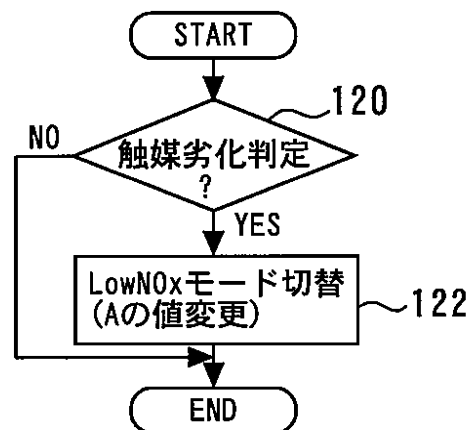 START
120
NO
触媒劣化判定
?
YES
LowNOxモード切替
(Aの値変更)
122
END